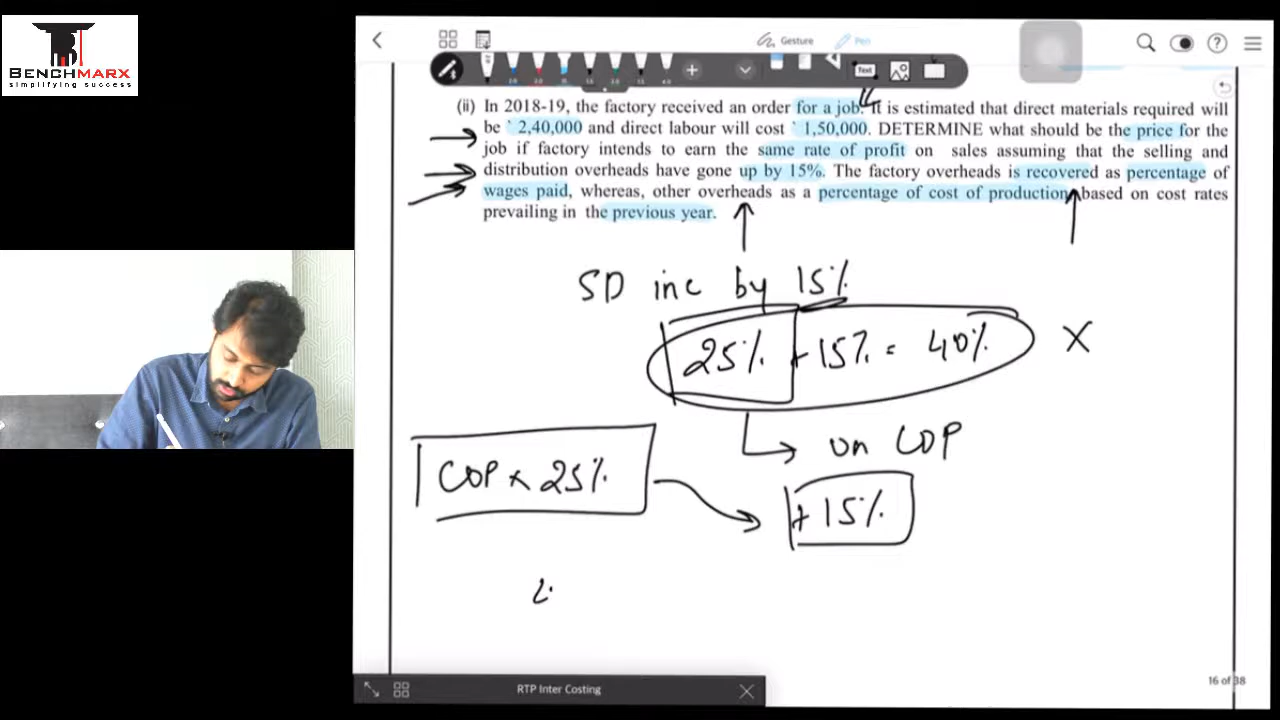 BENCHMARX
simplifying success
Gesture
Pen
Text
(ii) In 2018-19, the factory received an order for a job. It is estimated that direct materials required will
be ` 2,40,000 and direct labour will cost ` 1,50,000. DETERMINE what should be the price for the
job if factory intends to earn the same rate of profit on sales assuming that the selling and
distribution overheads have gone up by 15%. The factory overheads is recovered as percentage of
wages paid, whereas, other overheads as a percentage of cost of production, based on cost rates
prevailing in the previous year.
SD inc by 15%
25% + 15% = 40% X
on COP
COP x 25%
+ 15%
RTP Inter Costing
16 of 38